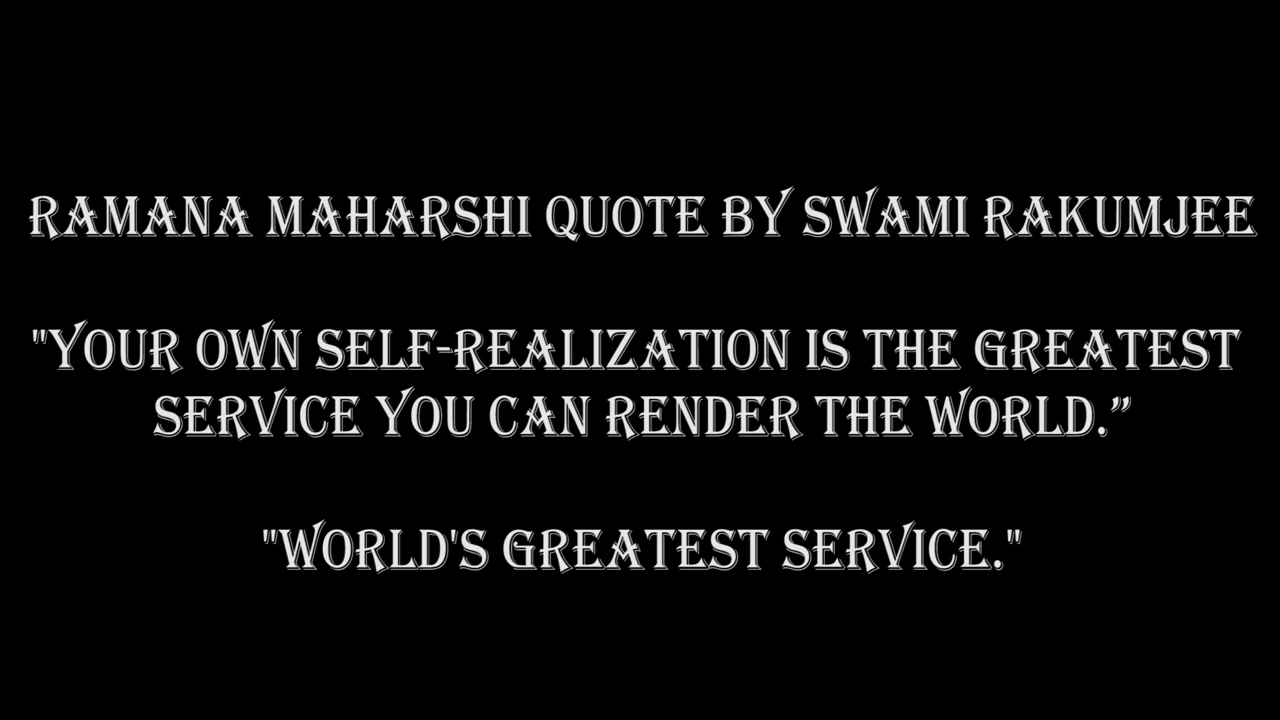 RAMANA MAHARSHI QUOTE BY SWAMI RAKUMJEE
"YOUR OWN SELF-REALIZATION IS THE GREATEST
SERVICE YOU CAN RENDER THE WORLD.”
"WORLD'S GREATEST SERVICE."